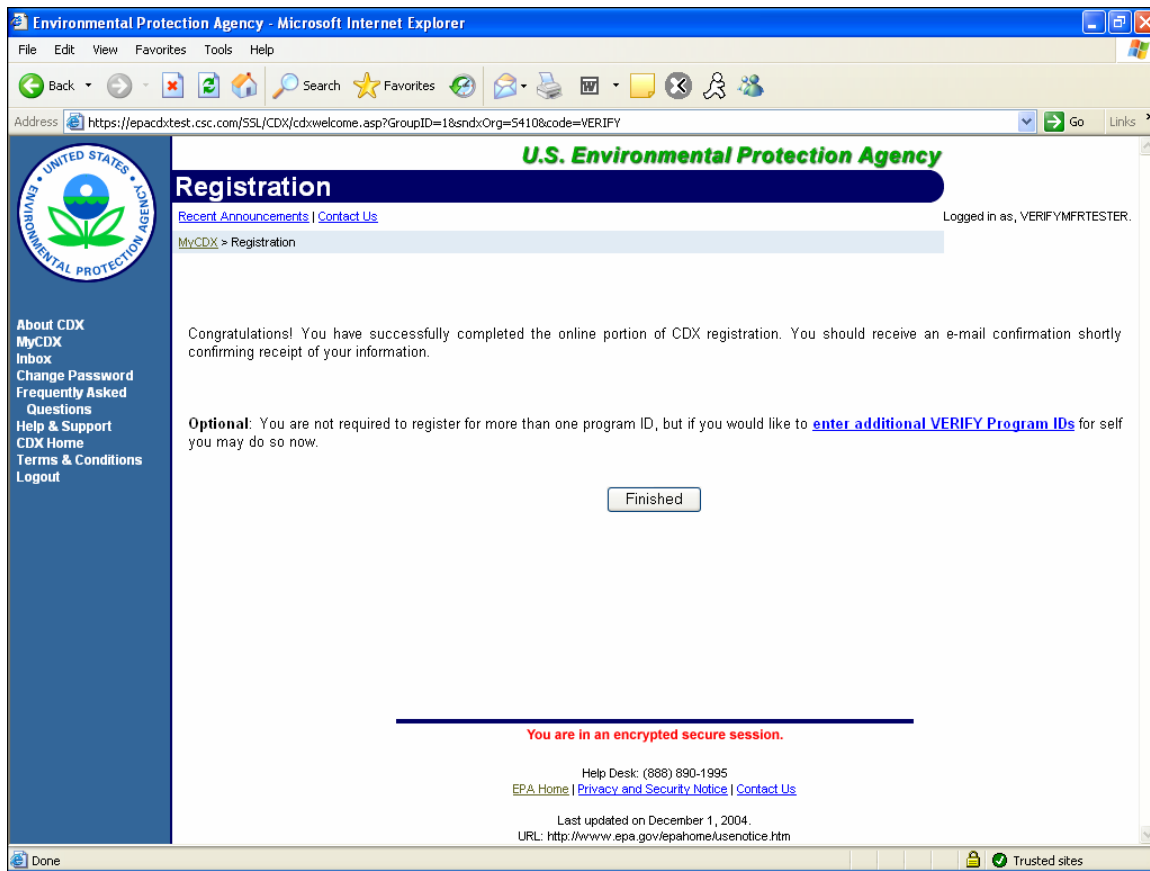 Environmental Protection Agency - Microsoft Internet Explorer
File Edit View Favorites Tools Help
Back Search Favorites
Address https://epacdxtest.csc.com/SSL/CDX/cdxwelcome.asp?GroupID=1&sndxOrg=5410&code=VERIFY Go Links
UNITED STATES
ENVIRONMENTAL PROTECTION AGENCY
U.S. Environmental Protection Agency
Registration
Recent Announcements | Contact Us
Logged in as, VERIFYMFRTESTER.
MyCDX > Registration
About CDX
MyCDX
Inbox
Change Password
Frequently Asked
Questions
Help & Support
CDX Home
Terms & Conditions
Logout
Congratulations! You have successfully completed the online portion of CDX registration. You should receive an e-mail confirmation shortly
confirming receipt of your information.
Optional: You are not required to register for more than one program ID, but if you would like to enter additional VERIFY Program IDs for self
you may do so now.
Finished
You are in an encrypted secure session.
Help Desk: (888) 890-1995
EPA Home | Privacy and Security Notice | Contact Us
Last updated on December 1, 2004.
URL: http://www.epa.gov/epahome/usenotice.htm
Done Trusted sites